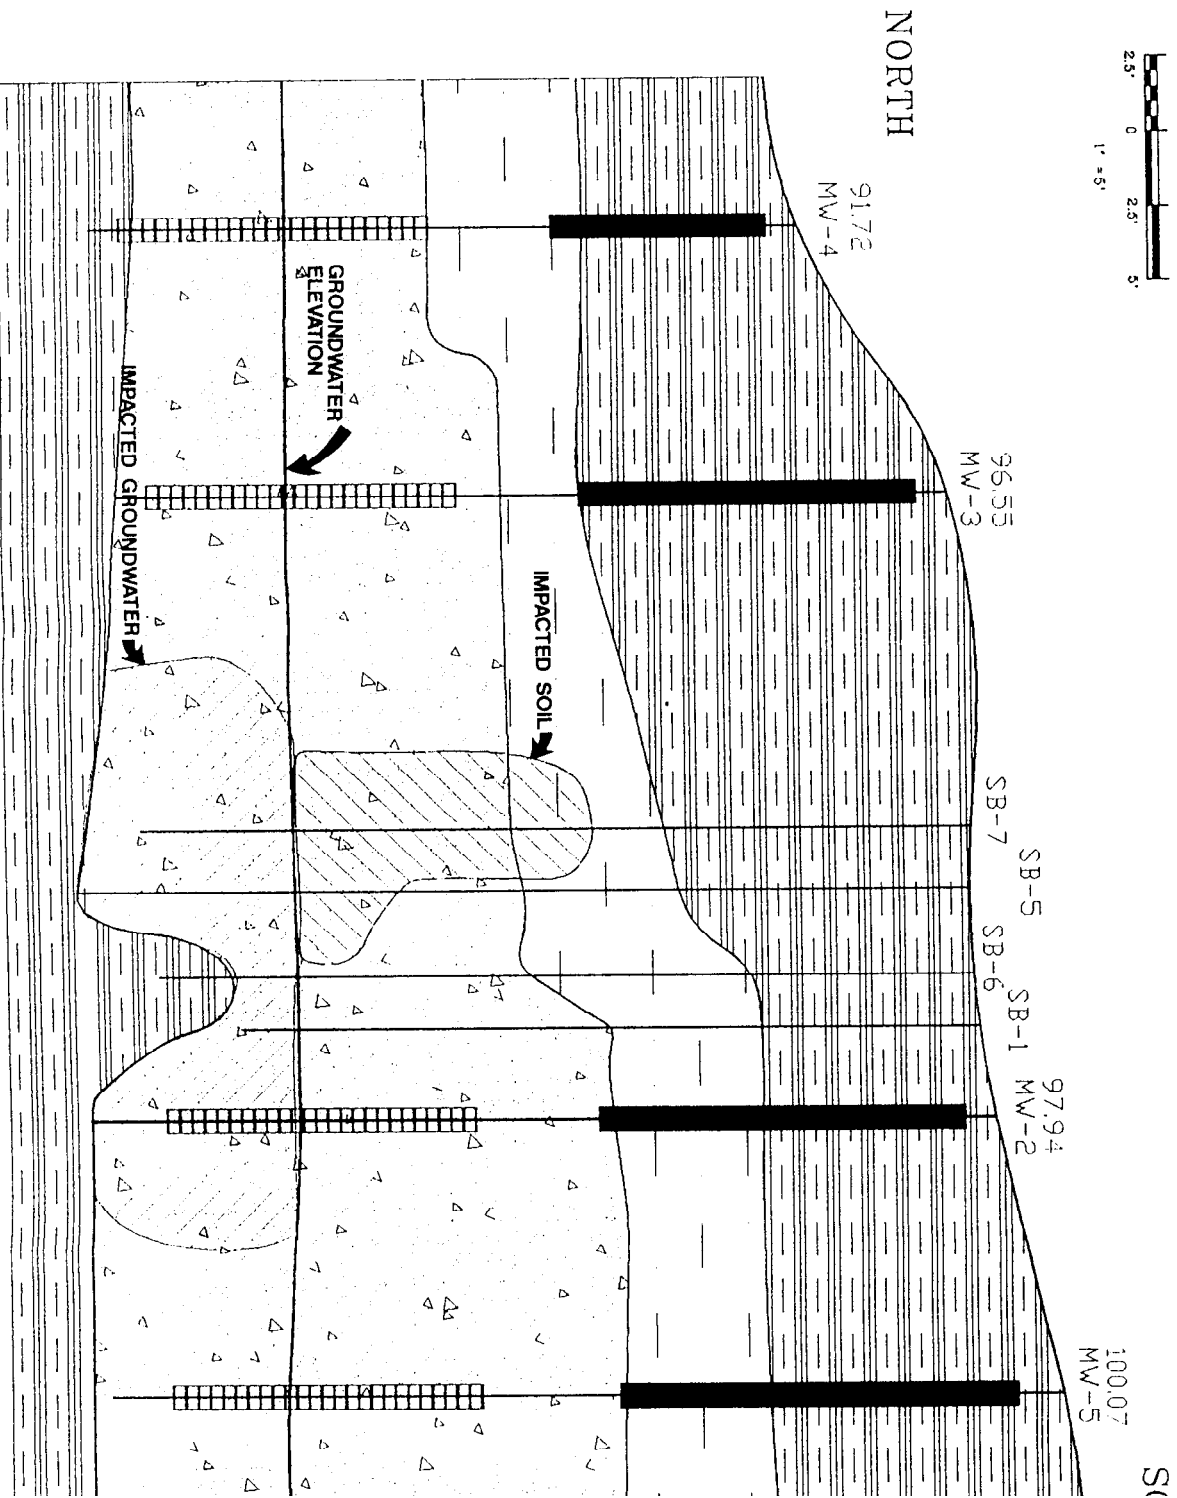 NORTH
2.5' 0 2.5' 5'
1" = 5'
91.72
MW-4
96.55
MW-3
SB-7
SB-5
SB-6
SB-1
97.94
MW-2
100.07
MW-5
GROUNDWATER
ELEVATION
IMPACTED SOIL
IMPACTED GROUNDWATER